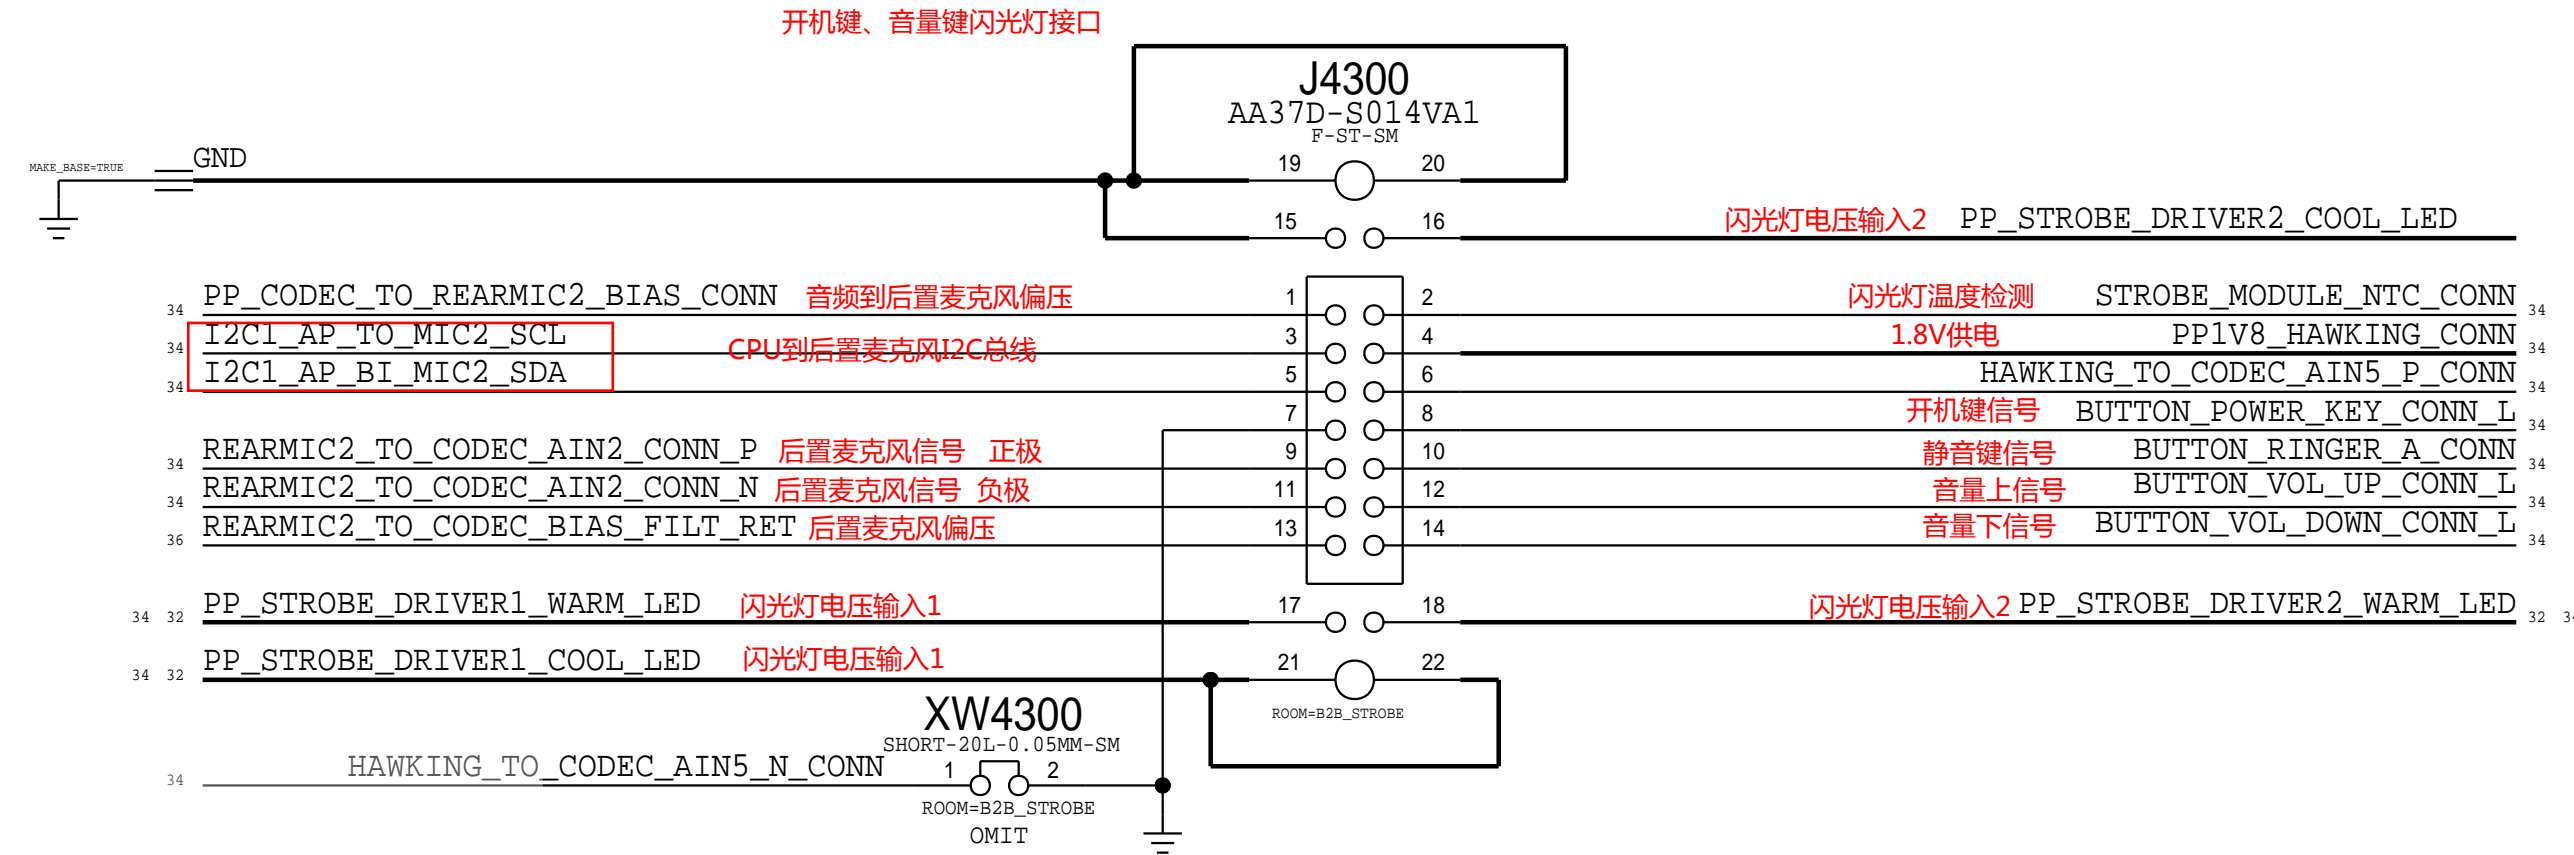 开机键、音量键闪光灯接口
J4300
AA37D-S014VA1
F-ST-SM
MAKE_BASE=TRUE
GND
19 20
15 16 闪光灯电压输入2 PP_STROBE_DRIVER2_COOL_LED
34 PP_CODEC_TO_REARMIC2_BIAS_CONN 音频到后置麦克风偏压 1 2 闪光灯温度检测 STROBE_MODULE_NTC_CONN 34
34 I2C1_AP_TO_MIC2_SCL CPU到后置麦克风I2C总线 3 4 1.8V供电 PP1V8_HAWKING_CONN 34
34 I2C1_AP_BI_MIC2_SDA 5 6 HAWKING_TO_CODEC_AIN5_P_CONN 34
7 8 开机键信号 BUTTON_POWER_KEY_CONN_L 34
34 REARMIC2_TO_CODEC_AIN2_CONN_P 后置麦克风信号 正极 9 10 静音键信号 BUTTON_RINGER_A_CONN 34
34 REARMIC2_TO_CODEC_AIN2_CONN_N 后置麦克风信号 负极 11 12 音量上信号 BUTTON_VOL_UP_CONN_L 34
36 REARMIC2_TO_CODEC_BIAS_FILT_RET 后置麦克风偏压 13 14 音量下信号 BUTTON_VOL_DOWN_CONN_L 34
34 32 PP_STROBE_DRIVER1_WARM_LED 闪光灯电压输入1 17 18 闪光灯电压输入2 PP_STROBE_DRIVER2_WARM_LED 32
34 32 PP_STROBE_DRIVER1_COOL_LED 闪光灯电压输入1 21 22
ROOM=B2B_STROBE
XW4300
SHORT-20L-0.05MM-SM
34 HAWKING_TO_CODEC_AIN5_N_CONN 1 2
ROOM=B2B_STROBE
OMIT